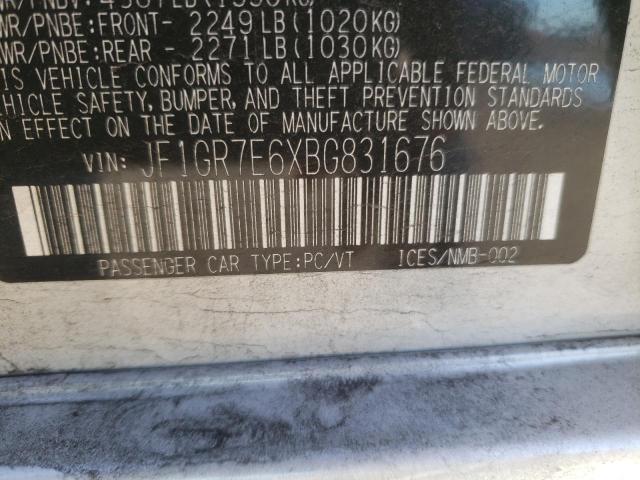 WR/PNBE:FRONT- 2249LB(1020KG)
WR/PNBE:REAR - 2271LB(1030KG)
IS VEHICLE CONFORMS TO ALL APPLICABLE FEDERAL MOTOR
HICLE SAFETY, BUMPER, AND THEFT PREVENTION STANDARDS
N EFFECT ON THE DATE OF MANUFACTURE SHOWN ABOVE.
VIN: JF1GR7E6XBG831676
PASSENGER CAR TYPE:PC/VT ICES/NMB-002